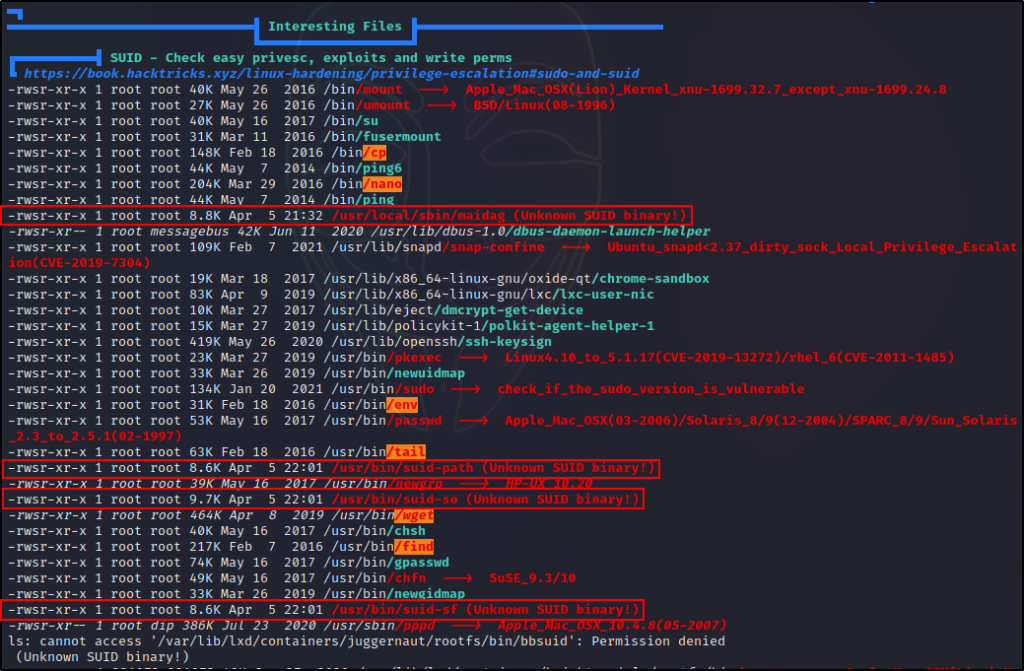 Interesting Files
SUID - Check easy privesc, exploits and write perms
https://book.hacktricks.xyz/linux-hardening/privilege-escalation#sudo-and-suid
-rwsr-xr-x 1 root root 40K May 26  2016 /bin/mount  --->  Apple_Mac_OSX(Lion)_Kernel_xnu-1699.32.7_except_xnu-1699.24.8
-rwsr-xr-x 1 root root 27K May 26  2016 /bin/umount  --->  BSD/Linux(08-1996)
-rwsr-xr-x 1 root root 40K May 16  2017 /bin/su
-rwsr-xr-x 1 root root 31K Mar 11  2016 /bin/fusermount
-rwsr-xr-x 1 root root 148K Feb 18  2016 /bin/cp
-rwsr-xr-x 1 root root 44K May  7  2014 /bin/ping6
-rwsr-xr-x 1 root root 204K Mar 29  2016 /bin/nano
-rwsr-xr-x 1 root root 44K May  7  2014 /bin/ping
-rwsr-xr-x 1 root root 8.8K Apr  5 21:32 /usr/local/sbin/maidag (Unknown SUID binary!)
-rwsr-xr-- 1 root messagebus 42K Jun 11  2020 /usr/lib/dbus-1.0/dbus-daemon-launch-helper
-rwsr-xr-x 1 root root 109K Feb  7  2021 /usr/lib/snapd/snap-confine  --->  Ubuntu_snapd<2.37_dirty_sock_Local_Privilege_Escalat
ion(CVE-2019-7304)
-rwsr-xr-x 1 root root 19K Mar 18  2017 /usr/lib/x86_64-linux-gnu/oxide-qt/chrome-sandbox
-rwsr-xr-x 1 root root 83K Apr  9  2019 /usr/lib/x86_64-linux-gnu/lxc/lxc-user-nic
-rwsr-xr-x 1 root root 10K Mar 27  2017 /usr/lib/eject/dmcrypt-get-device
-rwsr-xr-x 1 root root 15K Mar 27  2019 /usr/lib/policykit-1/polkit-agent-helper-1
-rwsr-xr-x 1 root root 419K May 26  2020 /usr/lib/openssh/ssh-keysign
-rwsr-xr-x 1 root root 23K Mar 27  2019 /usr/bin/pkexec  --->  Linux4.10_to_5.1.17(CVE-2019-13272)/rhel_6(CVE-2011-1485)
-rwsr-xr-x 1 root root 33K Mar 26  2019 /usr/bin/newuidmap
-rwsr-xr-x 1 root root 134K Jan 20  2021 /usr/bin/sudo  --->  check_if_the_sudo_version_is_vulnerable
-rwsr-xr-x 1 root root 31K Feb 18  2016 /usr/bin/env
-rwsr-xr-x 1 root root 53K May 16  2017 /usr/bin/passwd  --->  Apple_Mac_OSX(03-2006)/Solaris_8/9(12-2004)/SPARC_8/9/Sun_Solaris
_2.3_to_2.5.1(02-1997)
-rwsr-xr-x 1 root root 63K Feb 18  2016 /usr/bin/tail
-rwsr-xr-x 1 root root 8.6K Apr  5 22:01 /usr/bin/suid-path (Unknown SUID binary!)
-rwsr-xr-x 1 root root 39K May 16  2017 /usr/bin/newgrp  --->  HP-UX_10.20
-rwsr-xr-x 1 root root 9.7K Apr  5 22:01 /usr/bin/suid-so (Unknown SUID binary!)
-rwsr-xr-x 1 root root 464K Apr  8  2019 /usr/bin/wget
-rwsr-xr-x 1 root root 40K May 16  2017 /usr/bin/chsh
-rwsr-xr-x 1 root root 217K Feb  7  2016 /usr/bin/find
-rwsr-xr-x 1 root root 74K May 16  2017 /usr/bin/gpasswd
-rwsr-xr-x 1 root root 49K May 16  2017 /usr/bin/chfn  --->  SuSE_9.3/10
-rwsr-xr-x 1 root root 33K Mar 26  2019 /usr/bin/newgidmap
-rwsr-xr-x 1 root root 8.6K Apr  5 22:01 /usr/bin/suid-sf (Unknown SUID binary!)
-rwsr-xr-- 1 root dip 386K Jul 23  2020 /usr/sbin/pppd  --->  Apple_Mac_OSX_10.4.8(05-2007)
ls: cannot access '/var/lib/lxd/containers/juggernaut/rootfs/bin/bbsuid': Permission denied
(Unknown SUID binary!)